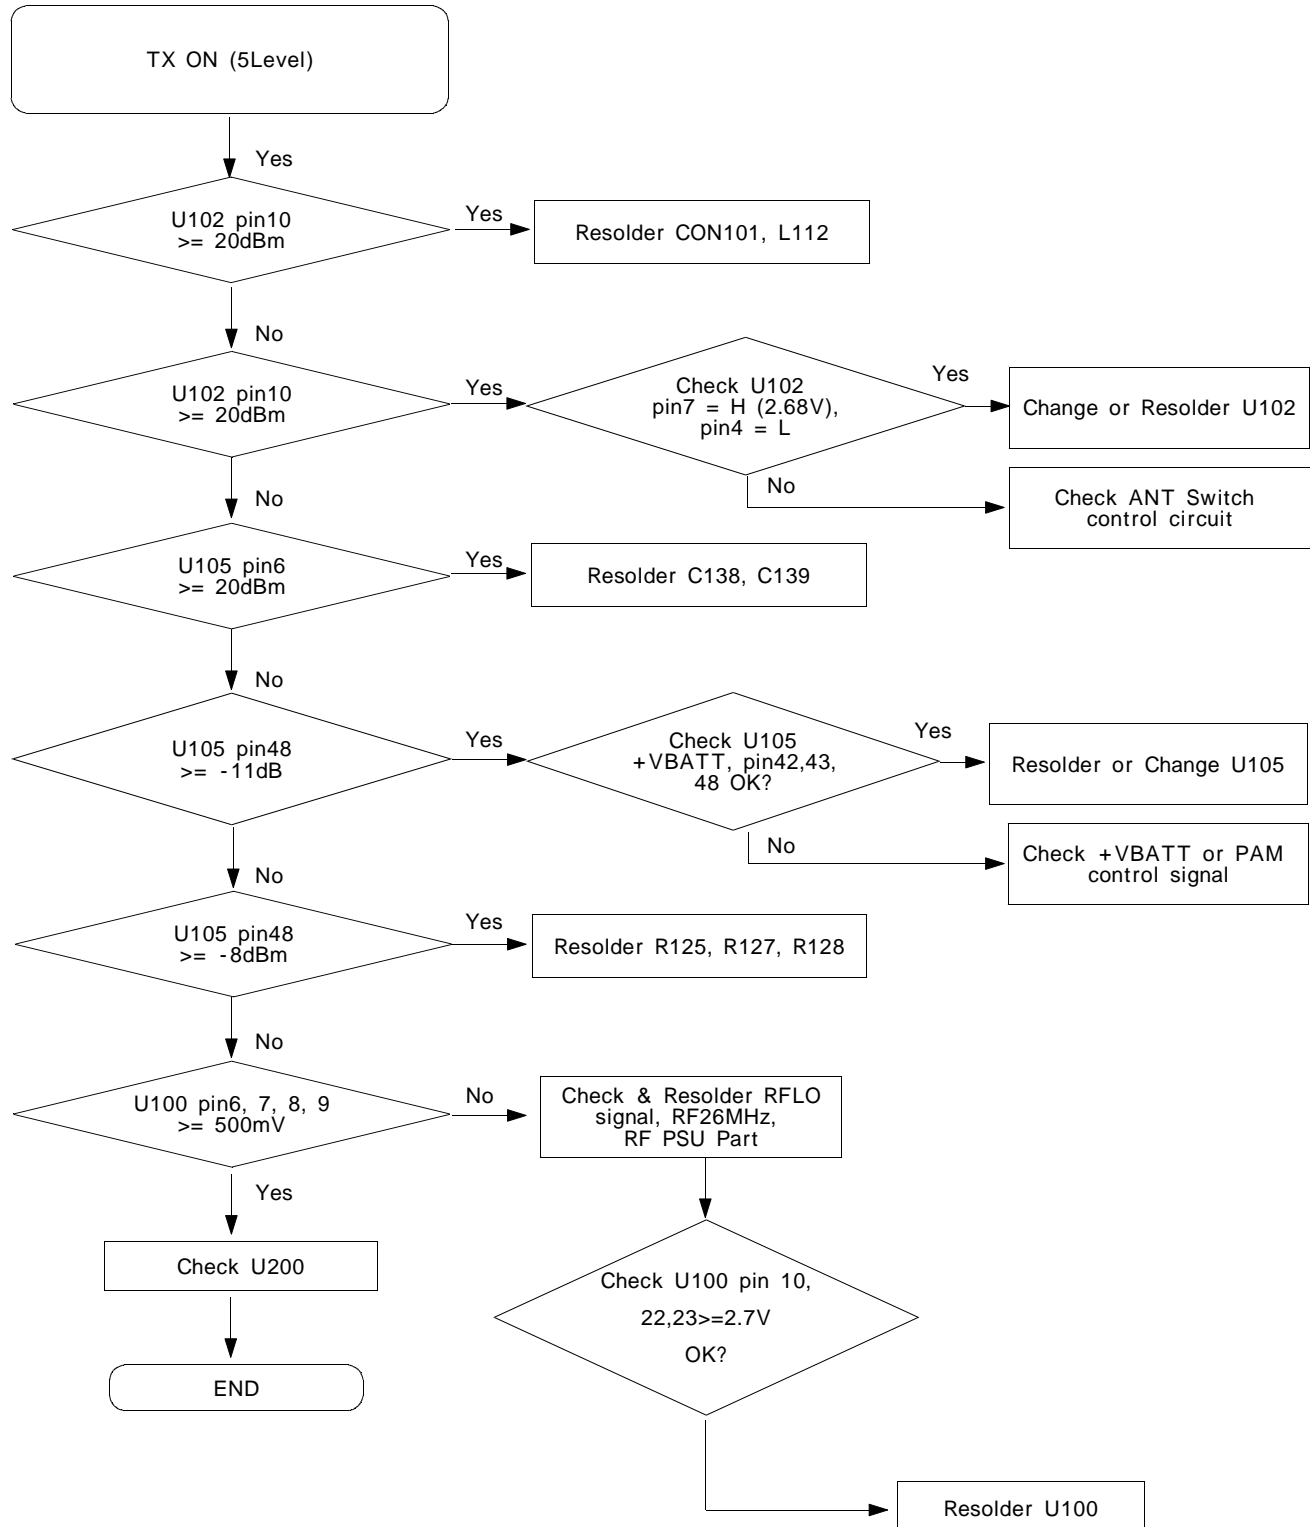 TX ON (5Level)
Yes
U102 pin10
>= 20dBm
Yes
Resolder CON101, L112
No
U102 pin10
>= 20dBm
Yes
Check U102
pin7 = H (2.68V),
pin4 = L
Yes
Change or Resolder U102
No
Check ANT Switch
control circuit
No
U105 pin6
>= 20dBm
Yes
Resolder C138, C139
No
U105 pin48
>= -11dB
Yes
Check U105
+VBATT, pin42,43,
48 OK?
Yes
Resolder or Change U105
No
Check +VBATT or PAM
control signal
No
U105 pin48
>= -8dBm
Yes
Resolder R125, R127, R128
No
U100 pin6, 7, 8, 9
>= 500mV
No
Check & Resolder RFLO
signal, RF26MHz,
RF PSU Part
Yes
Check U200
Check U100 pin 10,
22,23>=2.7V
OK?
END
Resolder U100